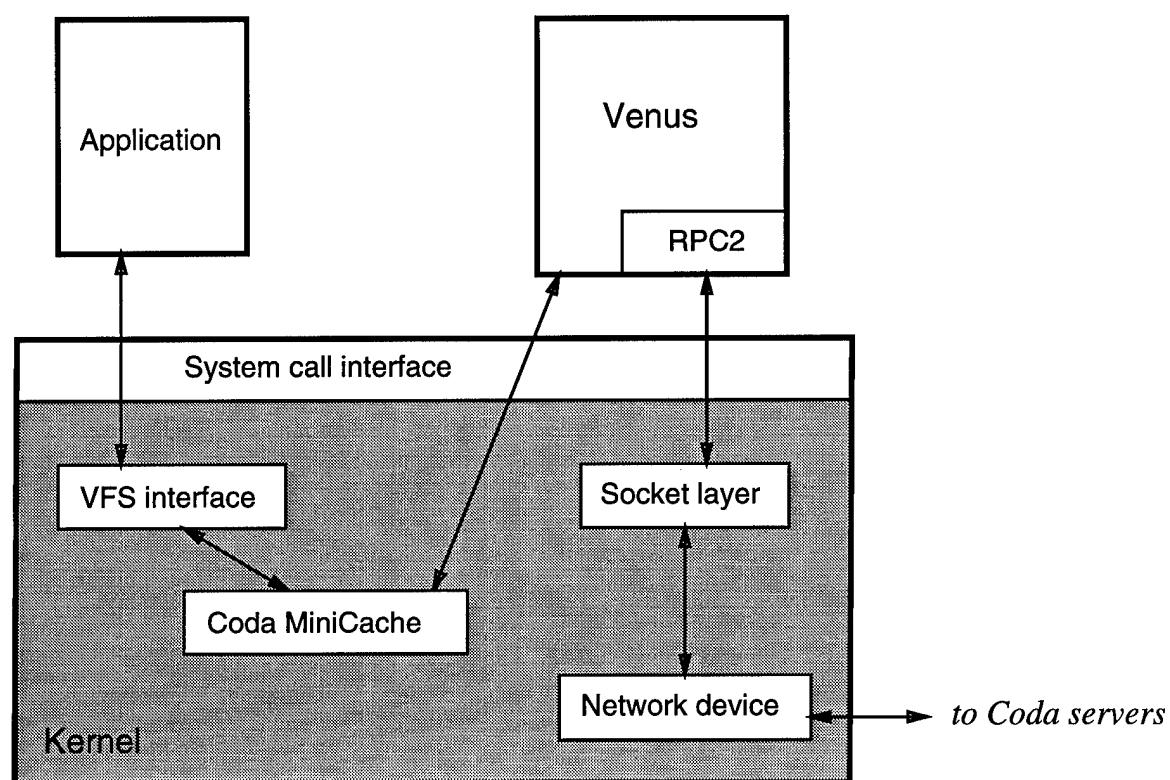 Application
Venus
RPC2
System call interface
VFS interface
Socket layer
Coda MiniCache
Network device
to Coda servers
Kernel